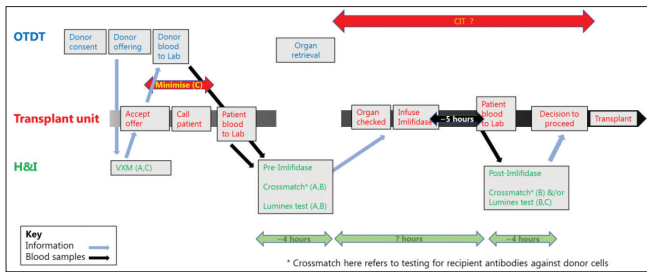 CIT ?
OTDT
Donor
consent
Donor
offering
Donor
blood
to Lab
Organ
retrieval
Minimise (C)
Transplant unit
Accept
offer
Call
patient
Patient
blood
to Lab
Organ
checked
Infuse
Imlifidase
~5 hours
Patient
blood
to Lab
Decision to
proceed
Transplant
H&I
VXM (A,C)
Pre-Imlifidase
Crossmatch* (A,B)
Luminex test (A,B)
Post-Imlifidase
Crossmatch* (B) &/or
Luminex test (B,C)
Key
Information
Blood samples
~4 hours
? hours
~4 hours
* Crossmatch here refers to testing for recipient antibodies against donor cells